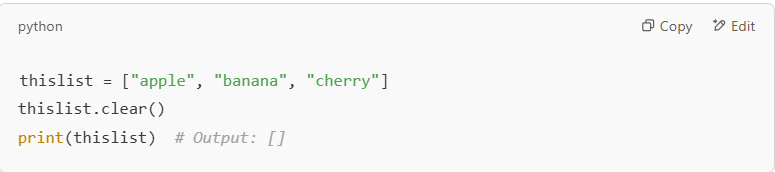 python
Copy
Edit
thislist = ["apple", "banana", "cherry"]
thislist.clear()
print(thislist)  # Output: []